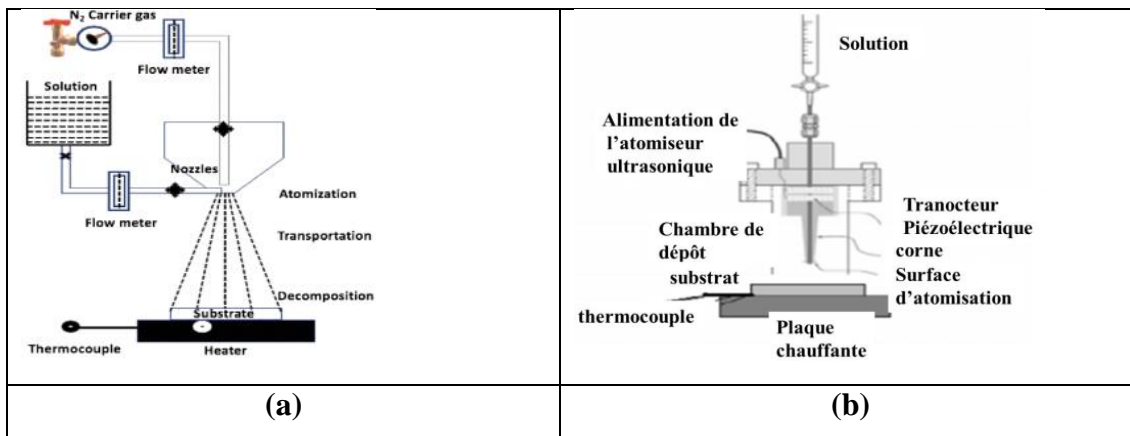 N₂ Carrier gas
Flow meter
Solution
Nozzles
Flow meter
Atomization
Transportation
Decomposition
Substrate
Thermocouple
Heater
(a)
Solution
Alimentation de
l'atomiseur
ultrasonique
Tranocteur
Piézoélectrique
corne
Chambre de
dépôt
substrat
Surface
d'atomisation
thermocouple
Plaque
chauffante
(b)